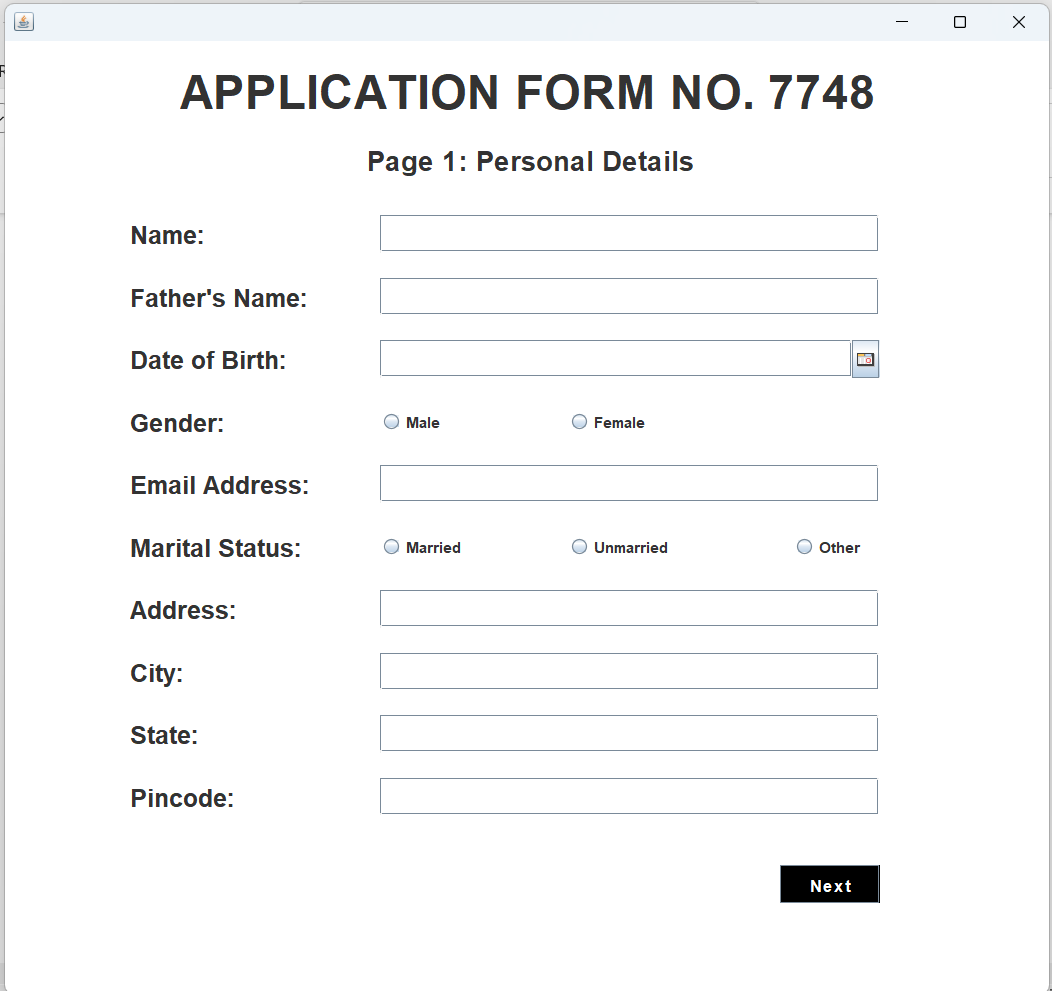 APPLICATION FORM NO. 7748
Page 1: Personal Details
Name:
Father's Name:
Date of Birth:
Gender: Male Female
Email Address:
Marital Status: Married Unmarried Other
Address:
City:
State:
Pincode:
Next